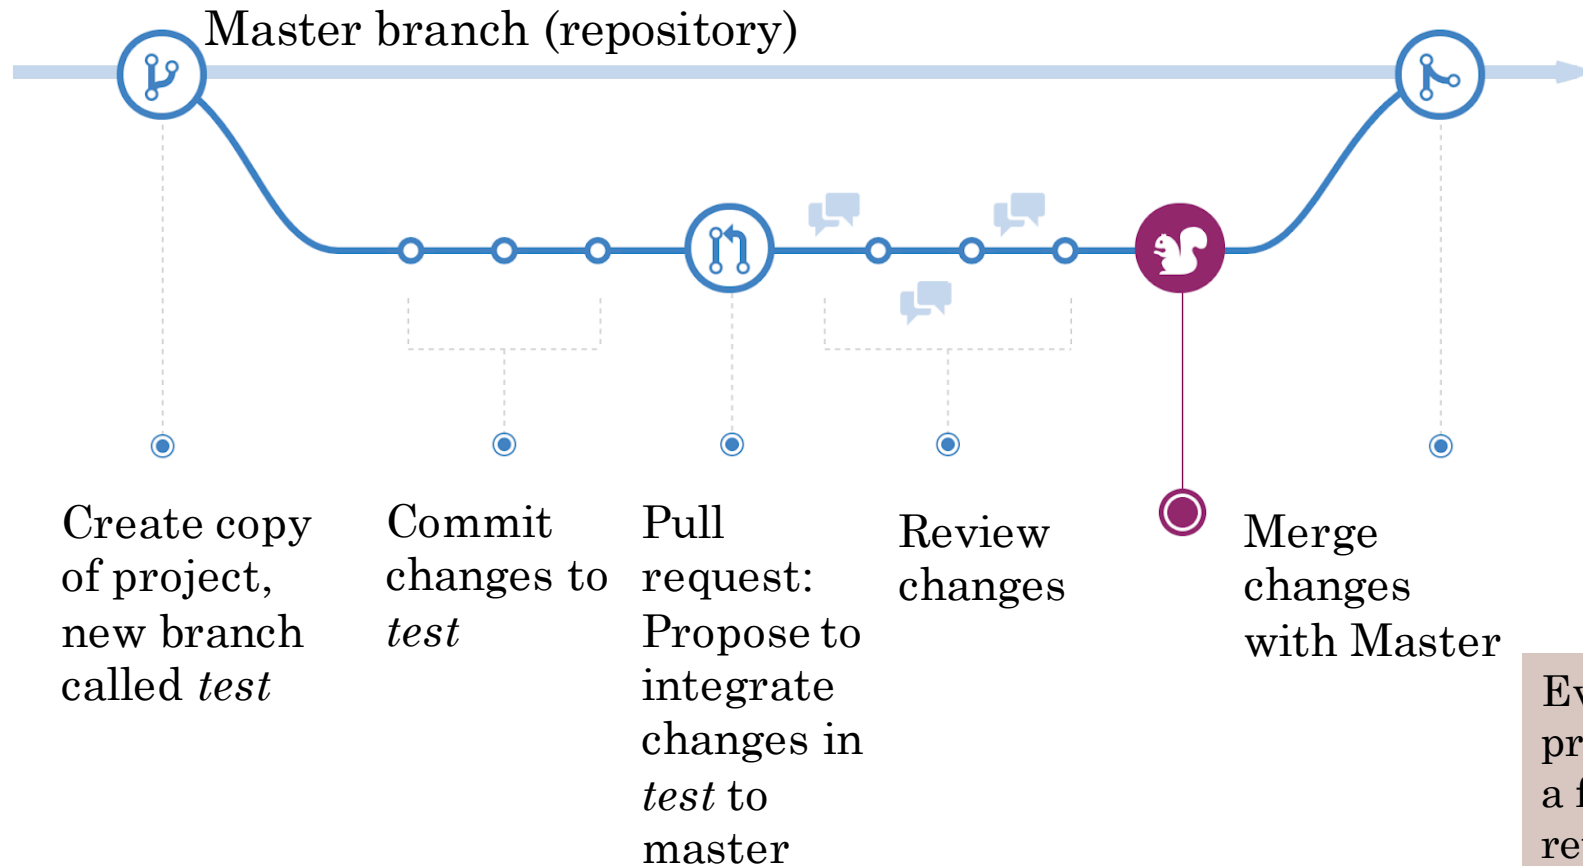 Master branch (repository)
Create copy
of project,
new branch
called test
Commit
changes to
test
Pull
request:
Propose to
integrate
changes in
test to
master
Review
changes
Merge
changes
with Master
a